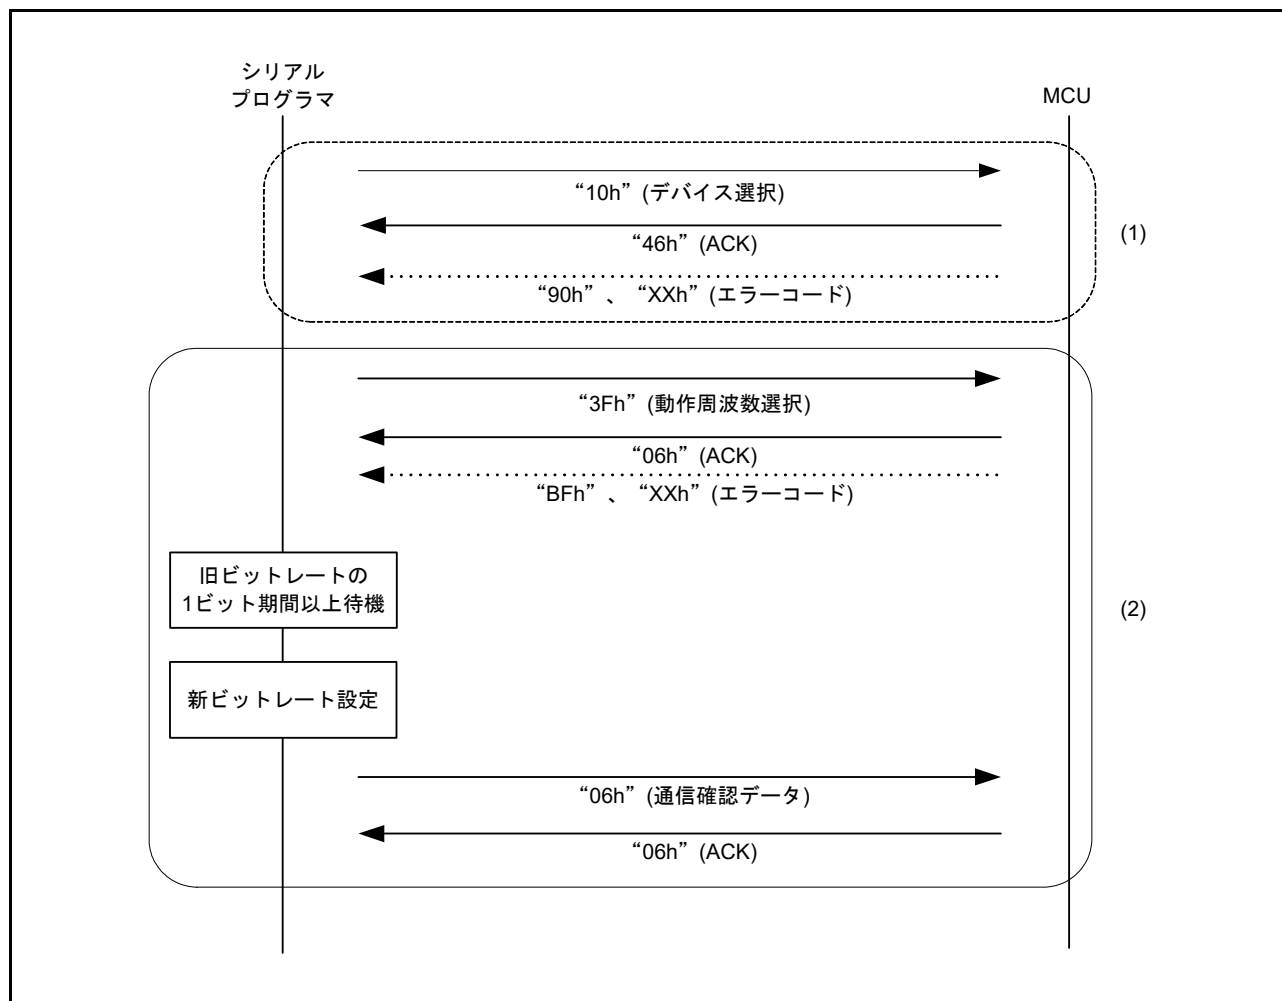 シリアル
プログラマ
MCU
“10h” (デバイス選択)
“46h” (ACK)
(1)
“90h” 、 “XXh” (エラーコード)
“3Fh” (動作周波数選択)
“06h” (ACK)
“BFh” 、 “XXh” (エラーコード)
旧ビットレートの
1ビット期間以上待機
(2)
新ビットレート設定
“06h” (通信確認データ)
“06h” (ACK)